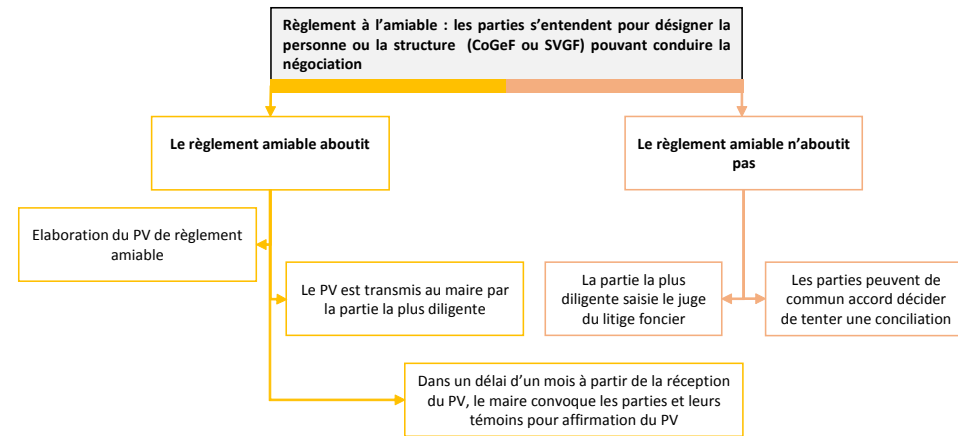 Règlement à l’amiable : les parties s’entendent pour désigner la
personne ou la structure (CoGeF ou SVGF) pouvant conduire la
négociation
Le règlement amiable aboutit
Le règlement amiable n’aboutit
pas
Elaboration du PV de règlement
amiable
Le PV est transmis au maire par
la partie la plus diligente
La partie la plus
diligente saisie le juge
du litige foncier
Les parties peuvent de
commun accord décider
de tenter une conciliation
Dans un délai d’un mois à partir de la réception
du PV, le maire convoque les parties et leurs
témoins pour affirmation du PV